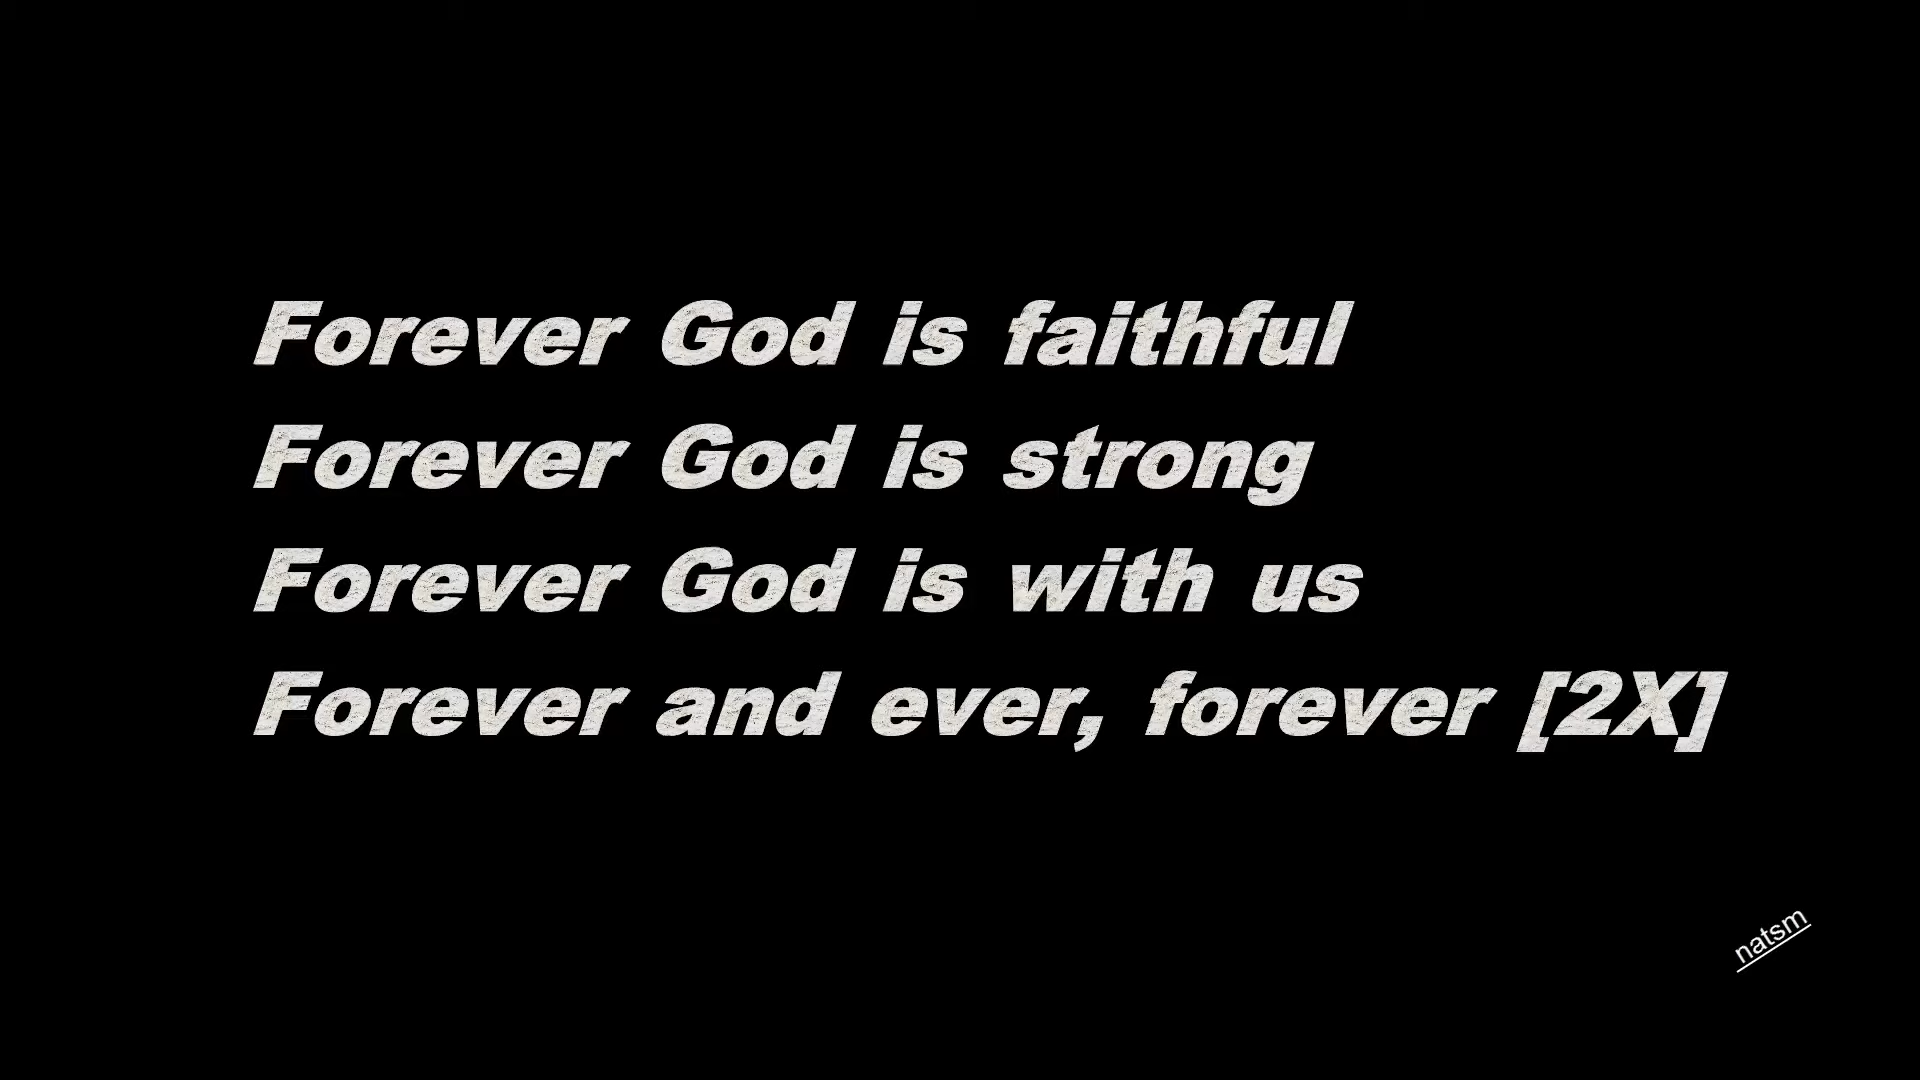 Forever God is faithful
Forever God is strong
Forever God is with us
Forever and ever, forever [2X]
natsm